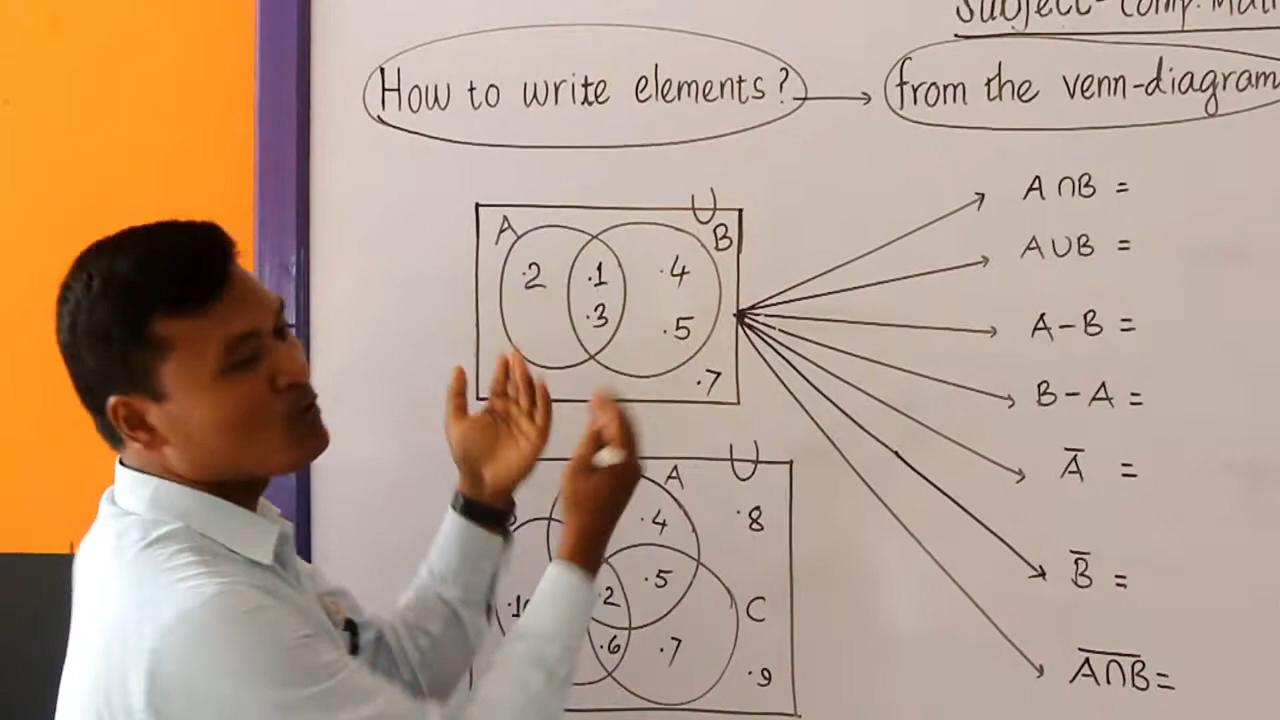 Subject-Comp. Mat
How to write elements?
from the venn-diagram
U
A
B
.2
.1
.4
.3
.5
.7
A∩B =
A∪B =
A-B =
B-A =
A̅ =
B̅ =
A̅∩̅B̅ =
U
A
.4
.8
.5
.2
C
.6
.7
.9